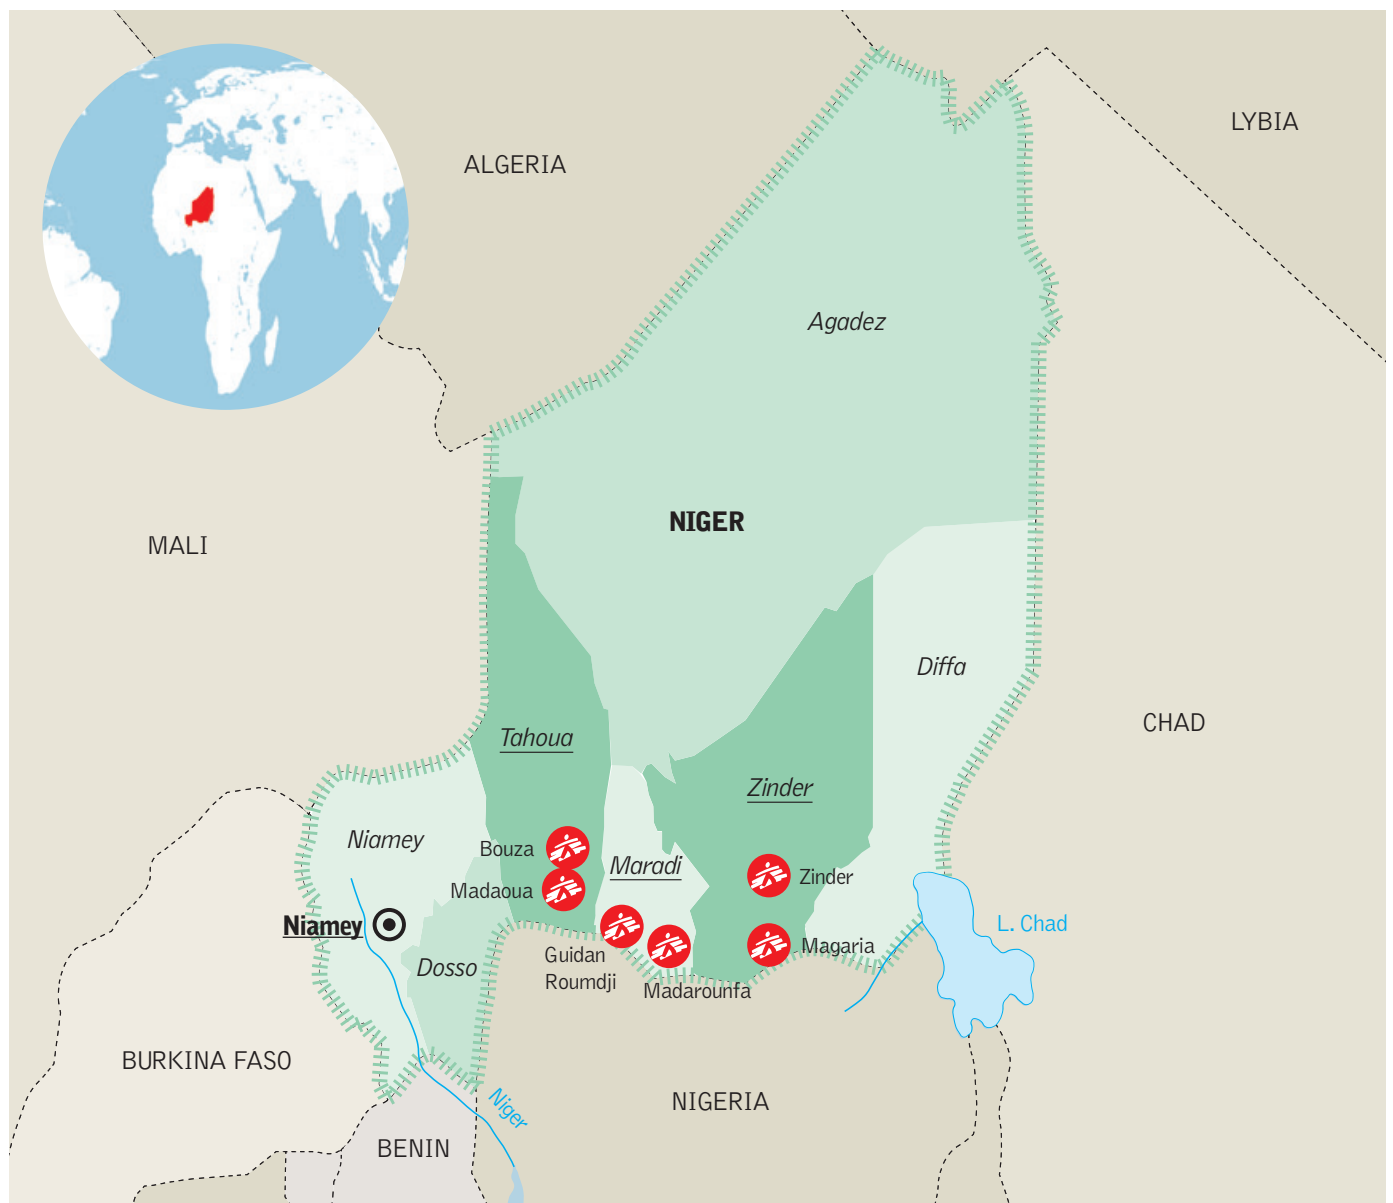 LYBIA
ALGERIA
Agadez
NIGER
MALI
Diffa
CHAD
Tahoua
Zinder
Niamey
Bouza
Maradi
Zinder
Madaoua
Niamey
L. Chad
Magaria
Guidan
Roumdji
Dosso
Madarounfa
BURKINA FASO
NIGERIA
Niger
BENIN